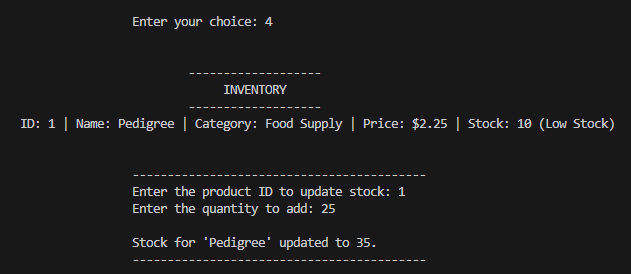 Enter your choice: 4
-------------------
INVENTORY
-------------------
ID: 1 | Name: Pedigree | Category: Food Supply | Price: $2.25 | Stock: 10 (Low Stock)
------------------------------------------
Enter the product ID to update stock: 1
Enter the quantity to add: 25
Stock for 'Pedigree' updated to 35.
------------------------------------------